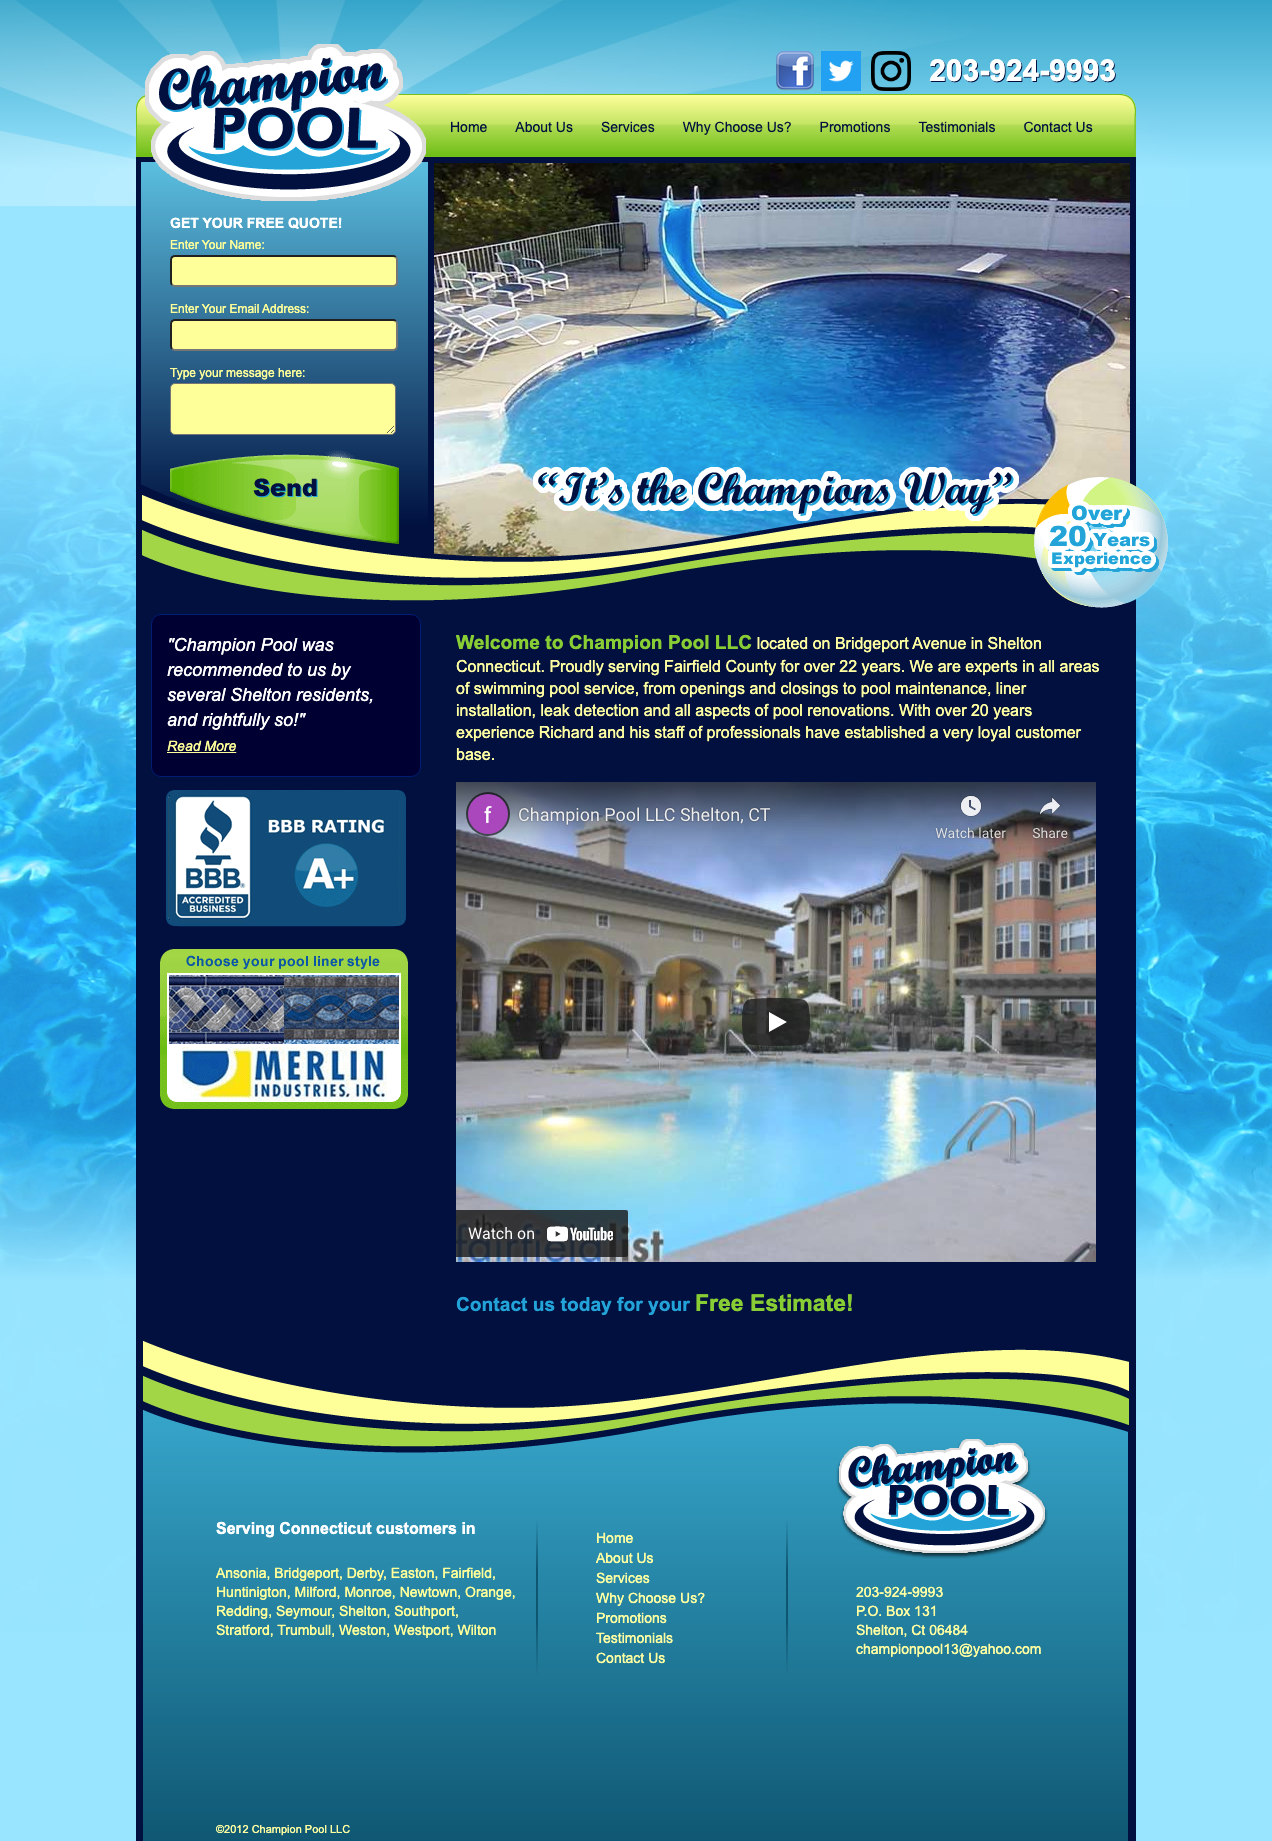 Champion
POOL
f
203-924-9993
Home
About Us
Services
Why Choose Us?
Promotions
Testimonials
Contact Us
GET YOUR FREE QUOTE!
Enter Your Name:
Enter Your Email Address:
Type your message here:
Send
“It's the Champions Way”
Over
20 Years
Experience
"Champion Pool was
recommended to us by
several Shelton residents,
and rightfully so!"
Read More
BBB RATING
A+
BBB
ACCREDITED
BUSINESS
Choose your pool liner style
MERLIN
INDUSTRIES, INC.
Welcome to Champion Pool LLC located on Bridgeport Avenue in Shelton
Connecticut. Proudly serving Fairfield County for over 22 years. We are experts in all areas
of swimming pool service, from openings and closings to pool maintenance, liner
installation, leak detection and all aspects of pool renovations. With over 20 years
experience Richard and his staff of professionals have established a very loyal customer
base.
f
Champion Pool LLC Shelton, CT
Watch later
Share
Watch on YouTube
the
fairfieldlist
Contact us today for your Free Estimate!
Champion
POOL
Serving Connecticut customers in
Ansonia, Bridgeport, Derby, Easton, Fairfield,
Huntinigton, Milford, Monroe, Newtown, Orange,
Redding, Seymour, Shelton, Southport,
Stratford, Trumbull, Weston, Westport, Wilton
Home
About Us
Services
Why Choose Us?
Promotions
Testimonials
Contact Us
203-924-9993
P.O. Box 131
Shelton, Ct 06484
championpool13@yahoo.com
©2012 Champion Pool LLC